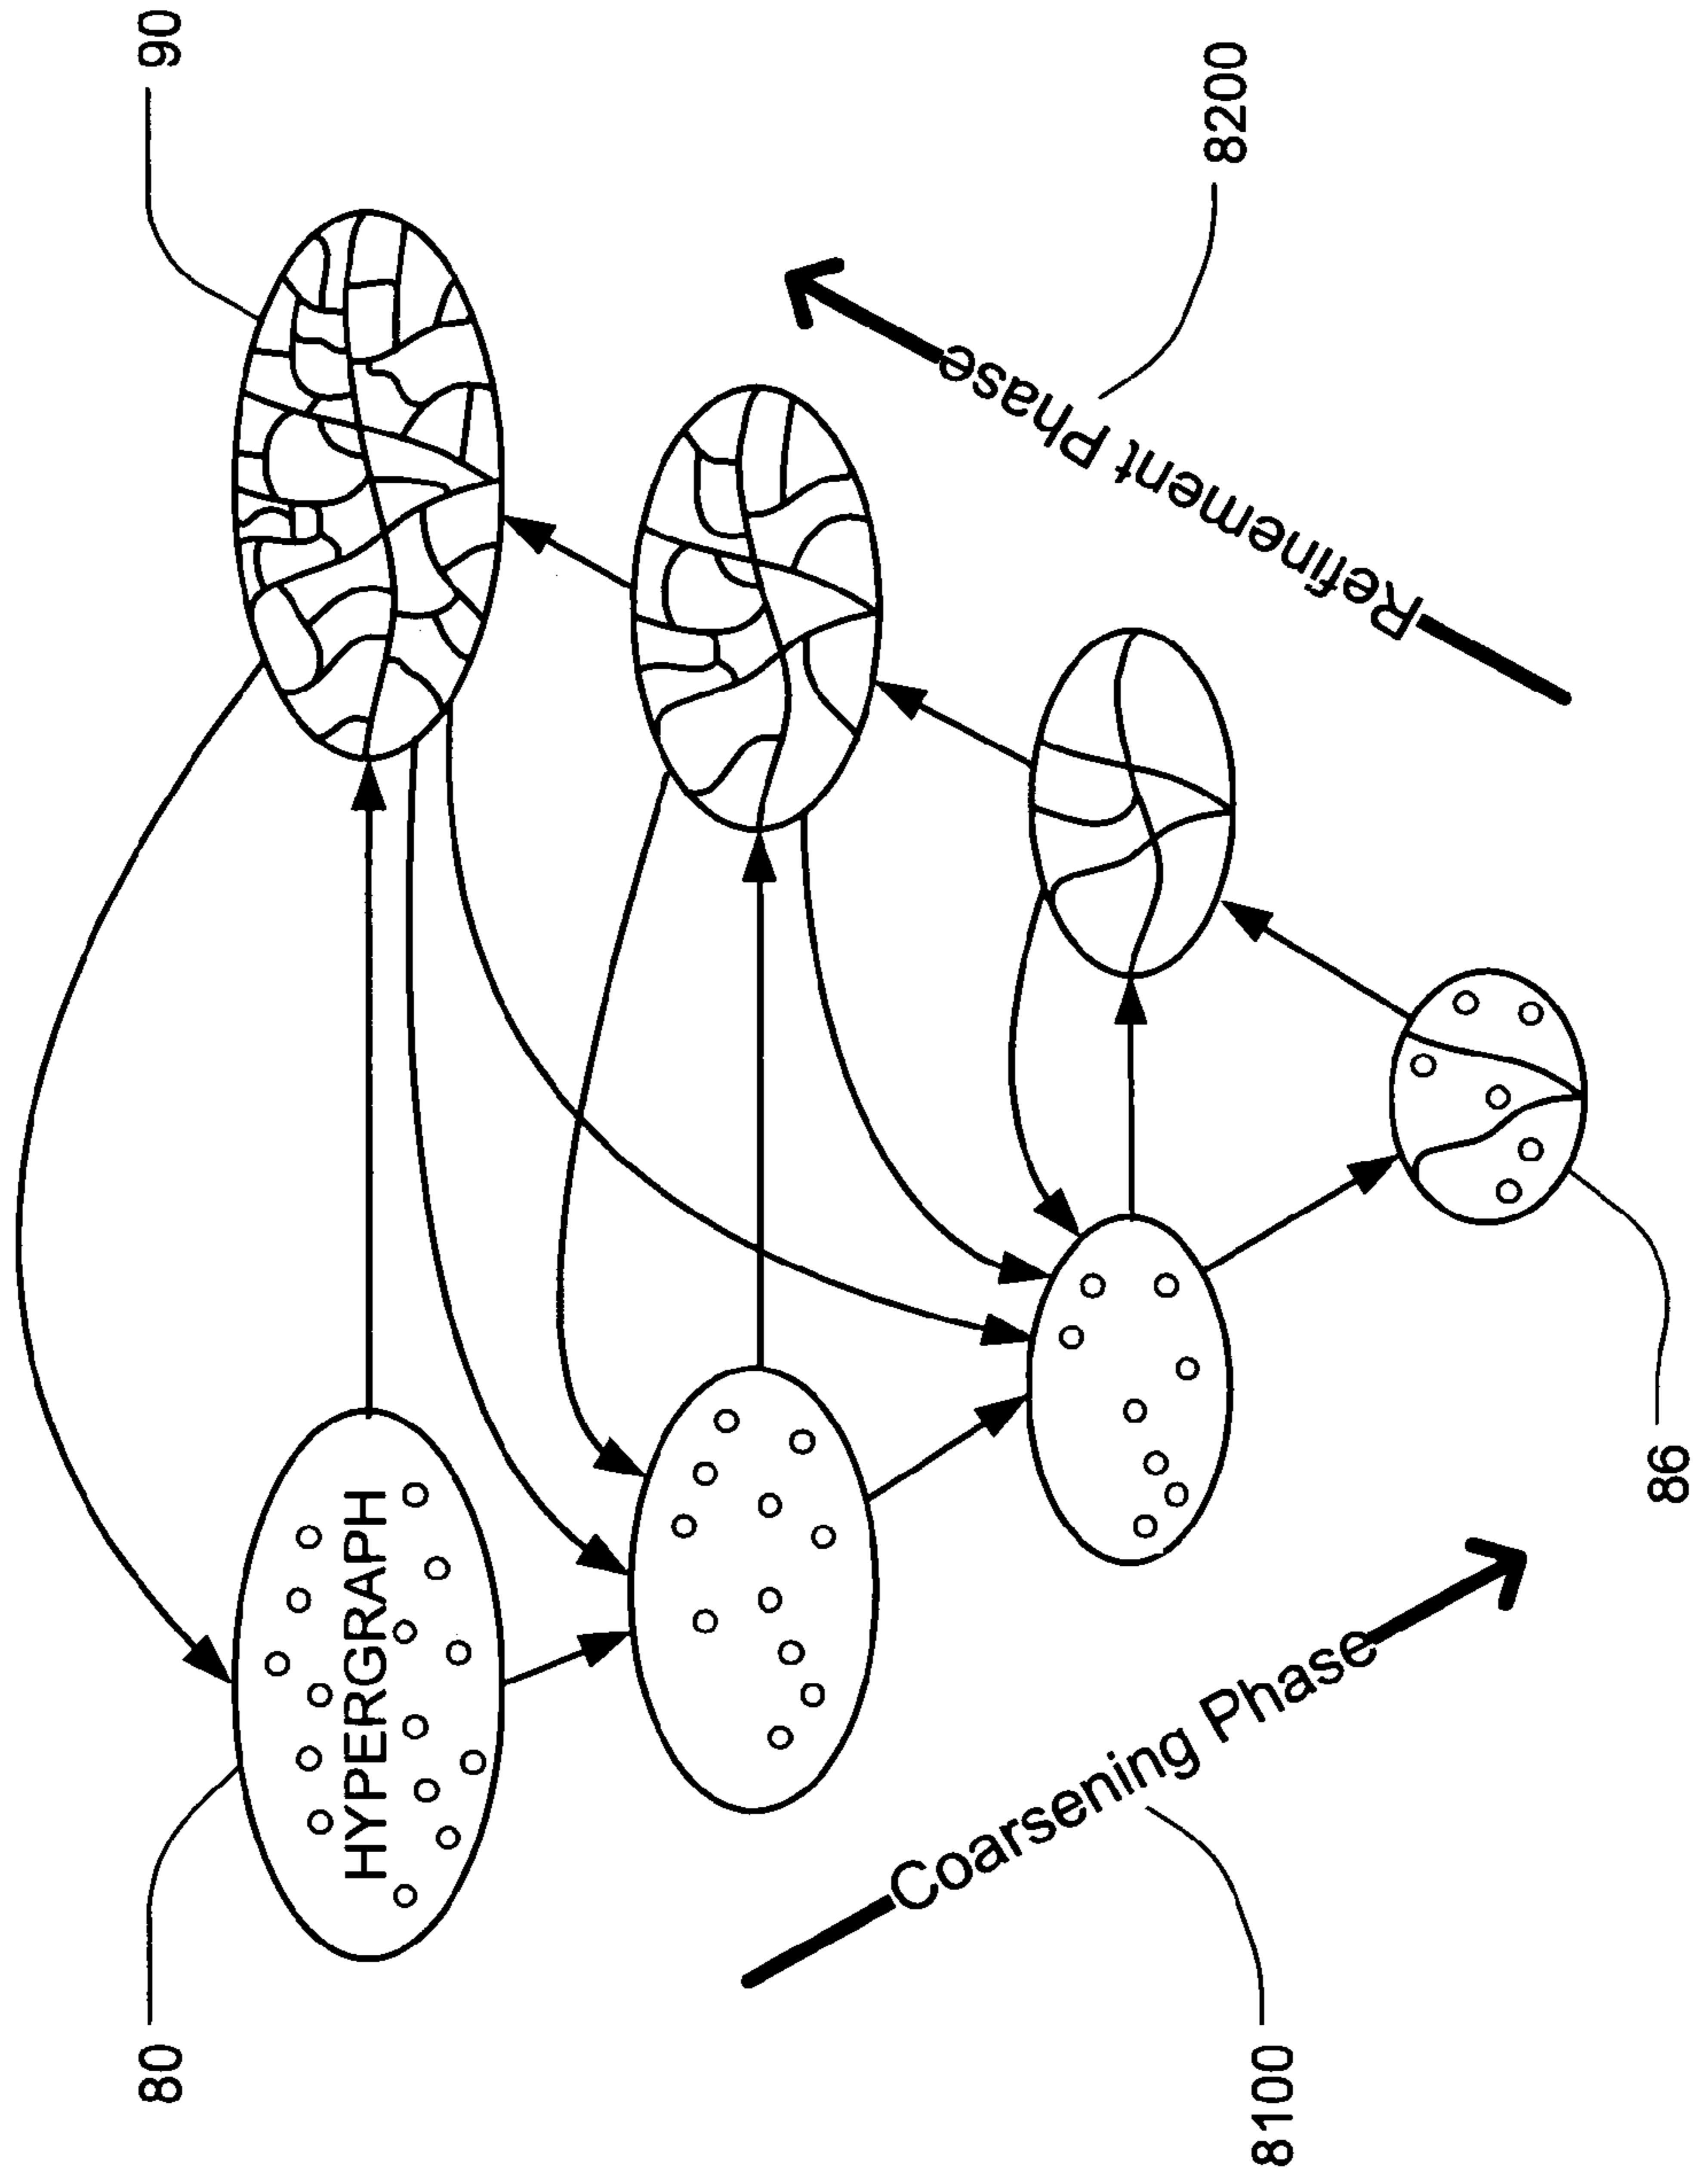 80
90
HYPERGRAPH
Coarsening Phase
Refinement Phase
8100
8200
86